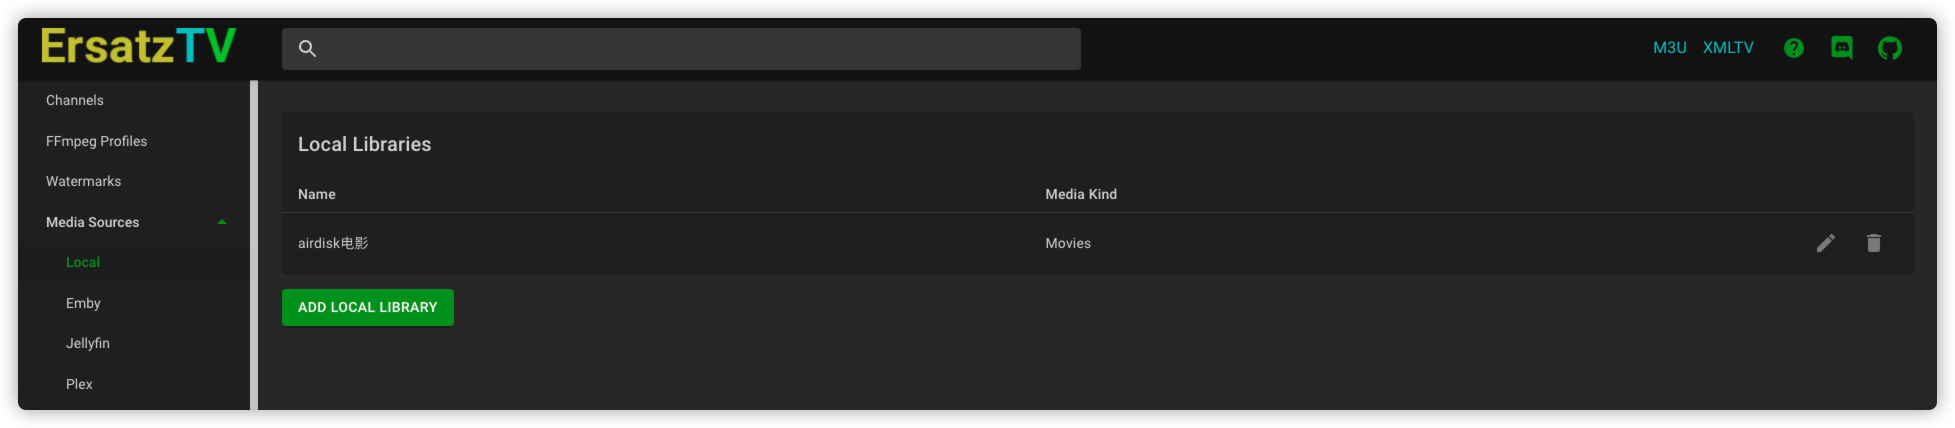 ErsatzTV
M3U XMLTV
Channels
FFmpeg Profiles
Watermarks
Media Sources
Local
Emby
Jellyfin
Plex
Local Libraries
Name Media Kind
airdisk电影 Movies
ADD LOCAL LIBRARY